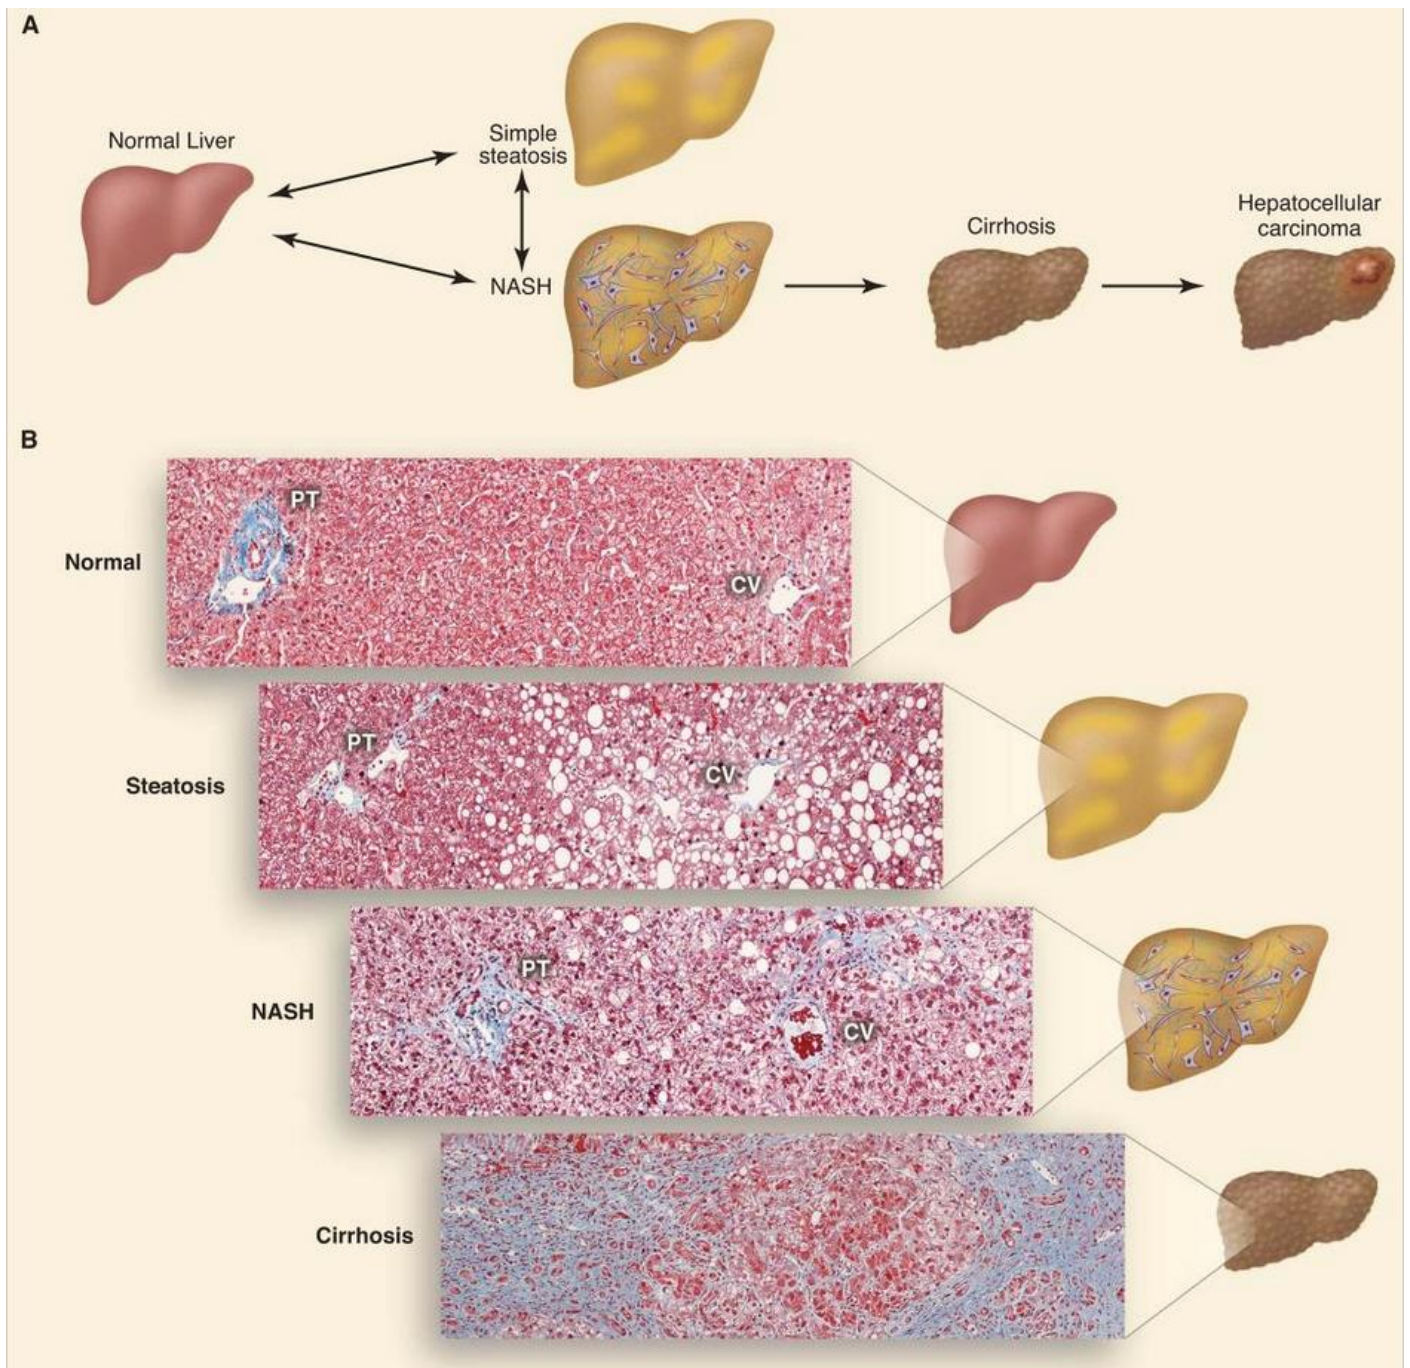 A
Normal Liver
Simple
steatosis
NASH
Cirrhosis
Hepatocellular
carcinoma
B
Normal
PT
CV
Steatosis
PT
CV
NASH
PT
CV
Cirrhosis